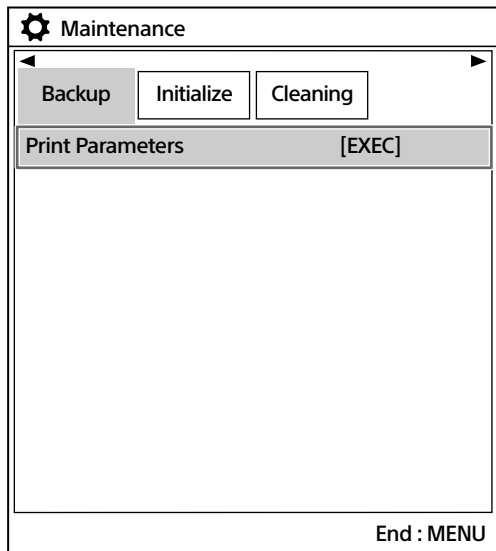 Maintenance
Backup Initialize Cleaning
Print Parameters [EXEC]
End : MENU